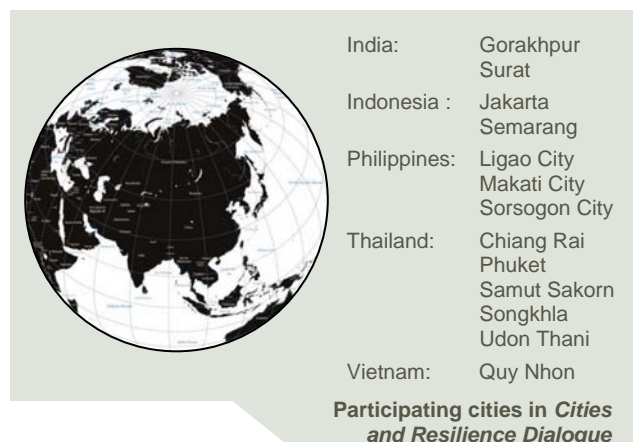 India: Gorakhpur
Surat
Indonesia : Jakarta
Semarang
Philippines: Ligao City
Makati City
Sorsogon City
Thailand: Chiang Rai
Phuket
Samut Sakorn
Songkhla
Udon Thani
Vietnam: Quy Nhon
Participating cities in Cities
and Resilience Dialogue